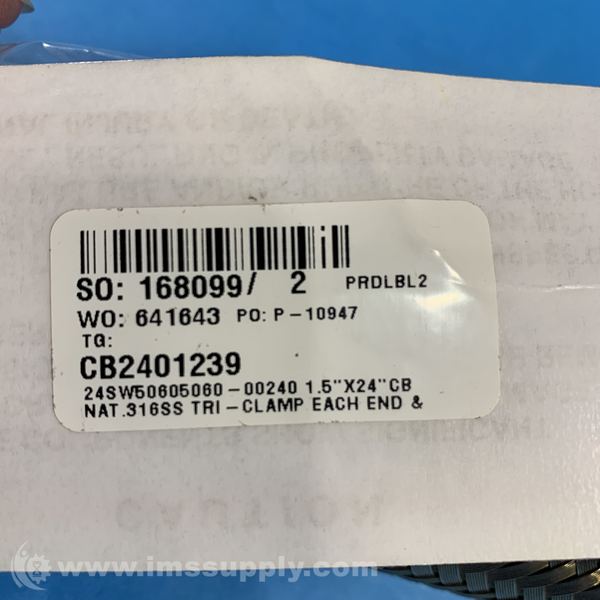 SO: 168099/ 2 PRDLBL2
WO: 641643 PO: P-10947
TG:
CB2401239
24SW50605060-00240 1.5"X24"CB
NAT.316SS TRI-CLAMP EACH END &
CAUTION
www.imssupply.com